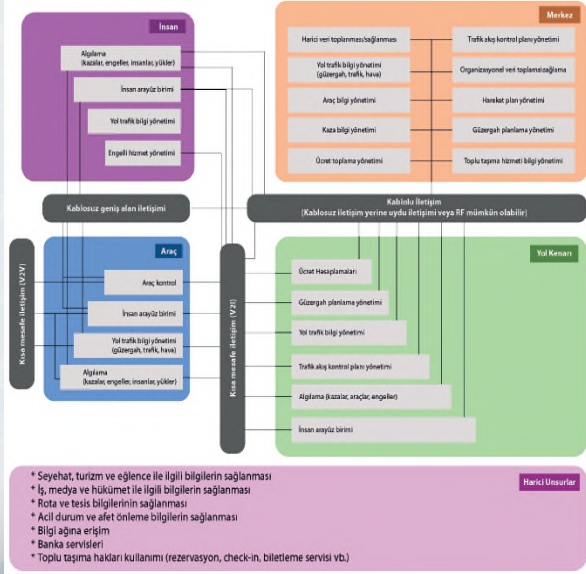 İnsan
Algılama
(kazalar, engeller, insanlar, yükler)
İnsan arayüz birimi
Yol trafik bilgi yönetimi
Engelli hizmet yönetimi
Merkez
Harici veri toplanması/sağlanması
Trafik akış kontrol planı yönetimi
Yol trafik bilgi yönetimi
(güzergah, trafik, hava)
Organizasyonel veri toplama/sağlama
Araç bilgi yönetimi
Harekat plan yönetimi
Kaza bilgi yönetimi
Güzergah planlama yönetimi
Ücret toplama yönetimi
Toplu taşıma hizmeti bilgi yönetimi
Kablosuz geniş alan iletişimi
Kablolu İletişim
(Kablosuz iletişim yerine uydu iletişimi veya RF mümkün olabilir)
Kısa mesafe iletişim (V2V)
Araç
Araç kontrol
İnsan arayüz birimi
Yol trafik bilgi yönetimi
(güzergah, trafik, hava)
Algılama
(kazalar, engeller, insanlar, yükler)
Kısa mesafe iletişim (V2I)
Yol Kenarı
Ücret Hesaplamaları
Güzergah planlama yönetimi
Yol trafik bilgi yönetimi
Trafik akış kontrol planı yönetimi
Algılama (kazalar, araçlar, engeller)
İnsan arayüz birimi
Harici Unsurlar
* Seyehat, turizm ve eğlence ile ilgili bilgilerin sağlanması
* İş, medya ve hükümet ile ilgili bilgilerin sağlanması
* Rota ve tesis bilgilerinin sağlanması
* Acil durum ve afet önleme bilgilerin sağlanması
* Bilgi ağına erişim
* Banka servisleri
* Toplu taşıma hakları kullanımı (rezervasyon, check-in, biletleme servisi vb.)